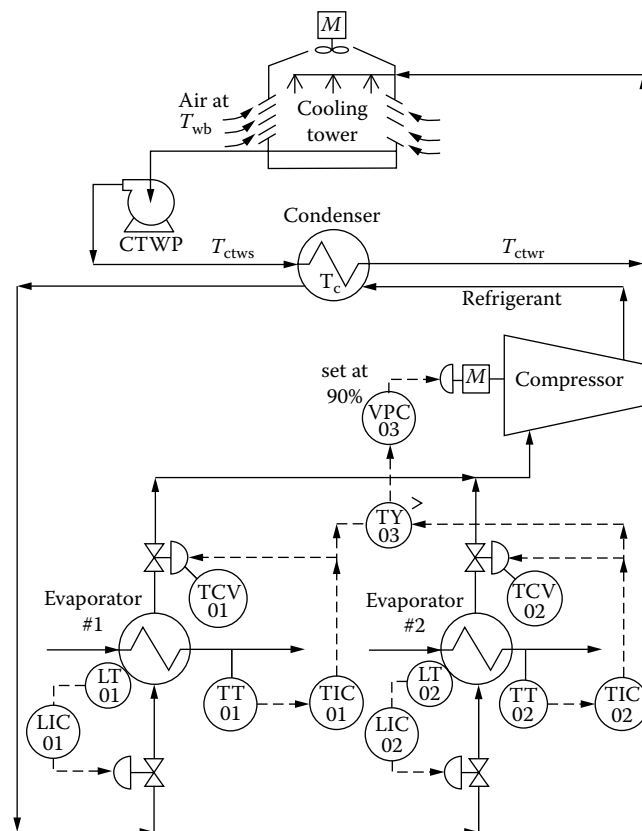 M
Air at
T_wb
Cooling
tower
CTWP
Condenser
T_ctws
T_c
T_ctwr
Refrigerant
set at
90%
VPC
03
M
Compressor
TY
03
>
TCV
01
TCV
02
Evaporator
#1
Evaporator
#2
LT
01
TT
01
TIC
01
LIC
01
LT
02
TT
02
TIC
02
LIC
02